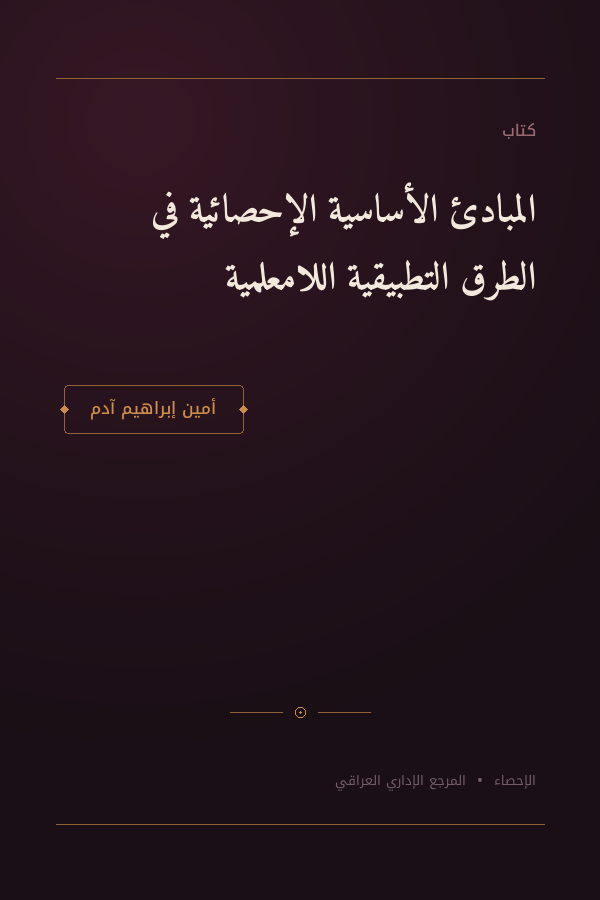 كتاب
المبادئ الأساسية الإحصائية في
الطرق التطبيقية اللامعلمية
أمين إبراهيم آدم
الإحصاء • المرجع الإداري العراقي